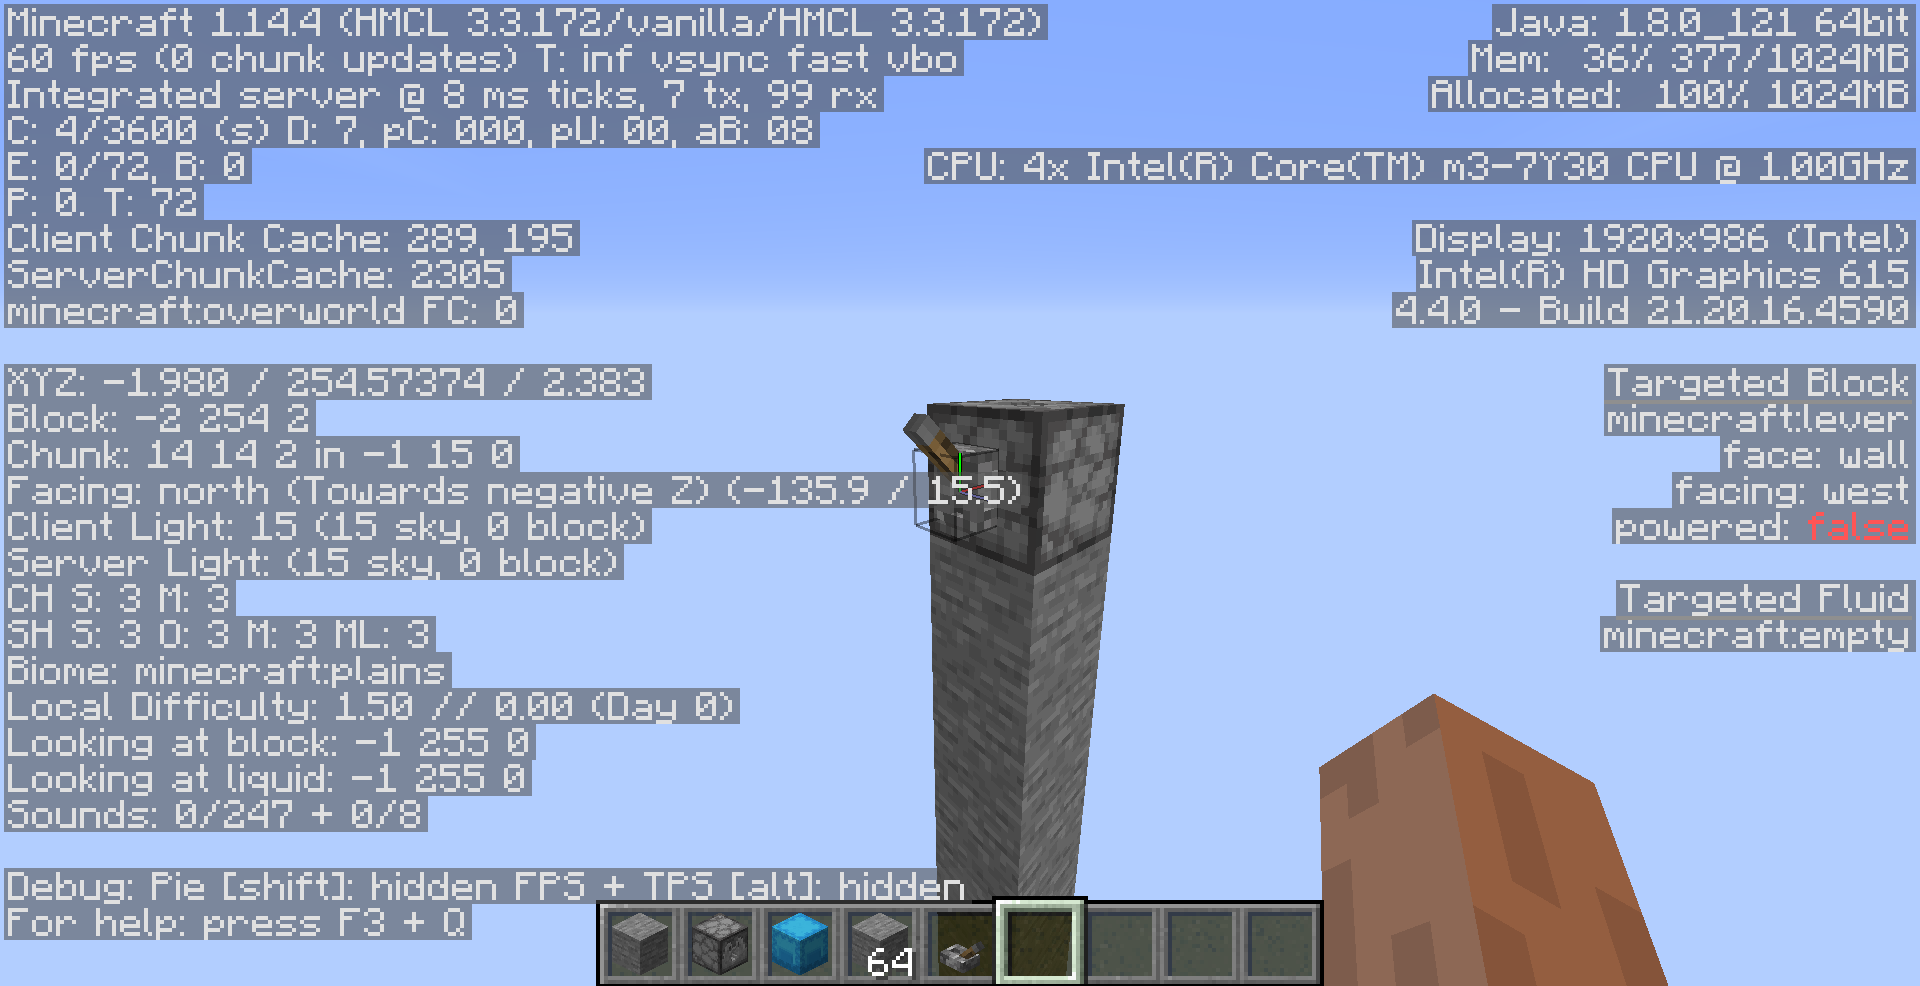 Minecraft 1.14.4 (HMCL 3.3.172/vanilla/HMCL 3.3.172)
60 fps (0 chunk updates) T: inf vsync fast vbo
Integrated server @ 8 ms ticks, 7 tx, 99 rx
C: 4/3600 (s) D: 7, pC: 000, pU: 00, aB: 08
E: 0/72, B: 0
P: 0. T: 72
Client Chunk Cache: 289, 195
ServerChunkCache: 2305
minecraft:overworld FC: 0
XYZ: -1.980 / 254.57374 / 2.383
Block: -2 254 2
Chunk: 14 14 2 in -1 15 0
Facing: north (Towards negative Z) (-135.9 / 15.5)
Client Light: 15 (15 sky, 0 block)
Server Light: (15 sky, 0 block)
CH S: 3 M: 3
SH S: 3 O: 3 M: 3 ML: 3
Biome: minecraft:plains
Local Difficulty: 1.50 // 0.00 (Day 0)
Looking at block: -1 255 0
Looking at liquid: -1 255 0
Sounds: 0/247 + 0/8
Debug: Pie [shift]: hidden FPS + TPS [alt]: hidden
For help: press F3 + Q
Java: 1.8.0_121 64bit
Mem: 36% 377/1024MB
Allocated: 100% 1024MB
CPU: 4x Intel(R) Core(TM) m3-7Y30 CPU @ 1.00GHz
Display: 1920x986 (Intel)
Intel(R) HD Graphics 615
4.4.0 - Build 21.20.16.4590
Targeted Block
minecraft:lever
face: wall
facing: west
powered: false
Targeted Fluid
minecraft:empty
64